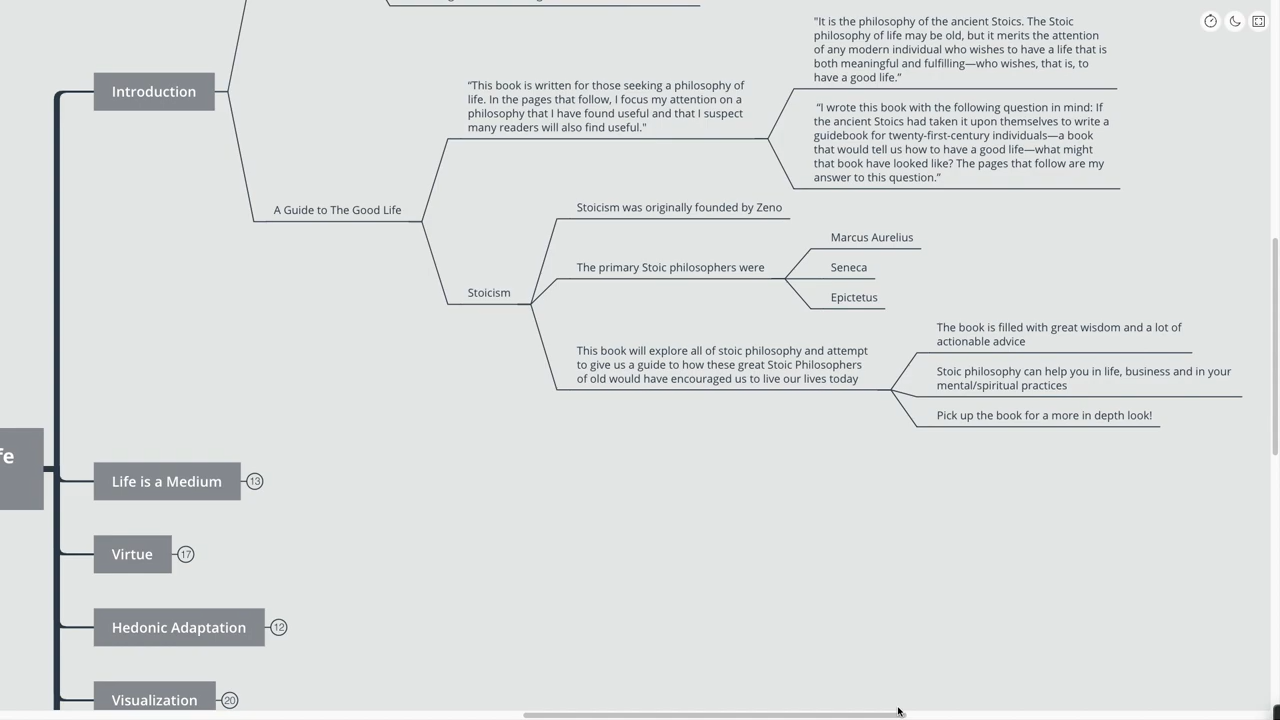 "It is the philosophy of the ancient Stoics. The Stoic
philosophy of life may be old, but it merits the attention
of any modern individual who wishes to have a life that is
both meaningful and fulfilling—who wishes, that is, to
have a good life.”
Introduction
“This book is written for those seeking a philosophy of
life. In the pages that follow, I focus my attention on a
philosophy that I have found useful and that I suspect
many readers will also find useful."
“I wrote this book with the following question in mind: If
the ancient Stoics had taken it upon themselves to write a
guidebook for twenty-first-century individuals—a book
that would tell us how to have a good life—what might
that book have looked like? The pages that follow are my
answer to this question.”
A Guide to The Good Life
Stoicism
Stoicism was originally founded by Zeno
The primary Stoic philosophers were
Marcus Aurelius
Seneca
Epictetus
This book will explore all of stoic philosophy and attempt
to give us a guide to how these great Stoic Philosophers
of old would have encouraged us to live our lives today
The book is filled with great wisdom and a lot of
actionable advice
Stoic philosophy can help you in life, business and in your
mental/spiritual practices
Pick up the book for a more in depth look!
fe
Life is a Medium 13
Virtue 17
Hedonic Adaptation 12
Visualization 20